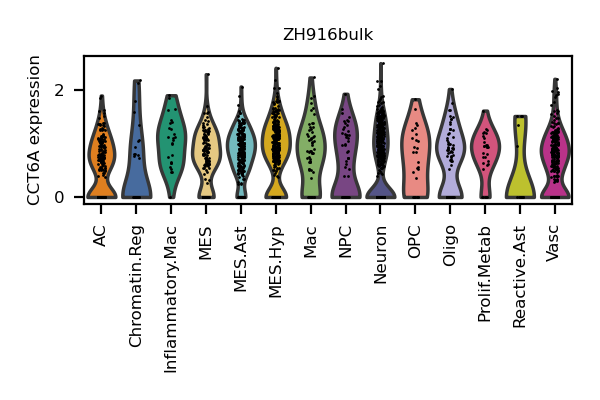 ZH916bulk
CCT6A expression
2
0
AC
Chromatin.Reg
Inflammatory.Mac
MES
MES.Ast
MES.Hyp
Mac
NPC
Neuron
OPC
Oligo
Prolif.Metab
Reactive.Ast
Vasc